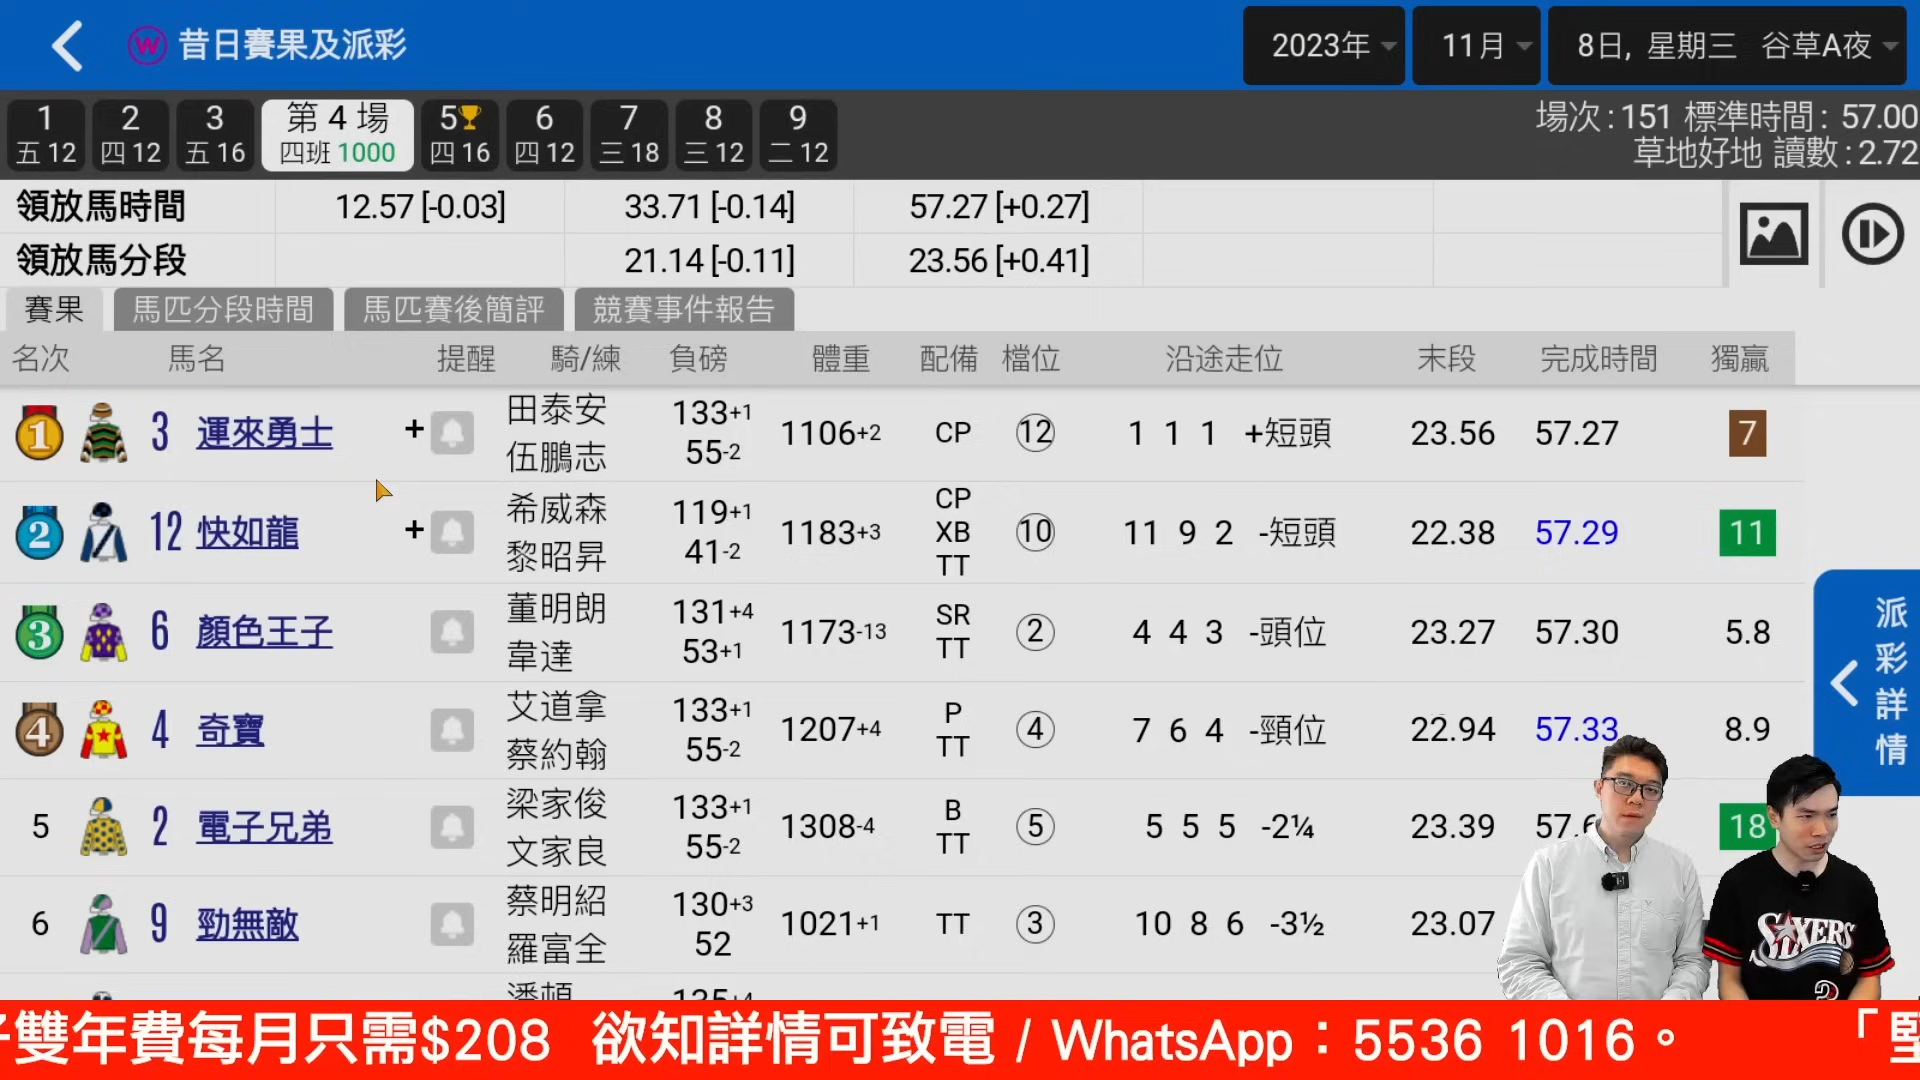 W 昔日賽果及派彩 2023年 11月 8日, 星期三 谷草A夜
1 2 3 第 4 場 5 6 7 8 9
五 12 四 12 五 16 四班 1000 四 16 四 12 三 18 三 12 二 12
場次 : 151 標準時間 : 57.00
草地好地 讀數 : 2.72
領放馬時間 12.57 [-0.03] 33.71 [-0.14] 57.27 [+0.27]
領放馬分段 21.14 [-0.11] 23.56 [+0.41]
賽果 馬匹分段時間 馬匹賽後簡評 競賽事件報告
名次 馬名 提醒 騎/練 負磅 體重 配備 檔位 沿途走位 末段 完成時間 獨贏
1 3 運來勇士 + 田泰安 伍鵬志 133+1 55-2 1106+2 CP 12 1 1 1 +短頭 23.56 57.27 7
2 12 快如龍 + 希威森 黎昭昇 119+1 41-2 1183+3 CP XB TT 10 11 9 2 -短頭 22.38 57.29 11
3 6 顏色王子 董明朗 韋達 131+4 53+1 1173-13 SR TT 2 4 4 3 -頭位 23.27 57.30 5.8
4 4 奇寶 艾道拿 蔡約翰 133+1 55-2 1207+4 P TT 4 7 6 4 -頸位 22.94 57.33 8.9
5 2 電子兄弟 梁家俊 文家良 133+1 55-2 1308-4 B TT 5 5 5 5 -2¼ 23.39 57.6 18
6 9 勁無敵 蔡明紹 羅富全 130+3 52 1021+1 TT 3 10 8 6 -3½ 23.07
潘頓 135+4
派彩詳情
SIXERS
雙年費每月只需$208 欲知詳情可致電 / WhatsApp：5536 1016。 「堅